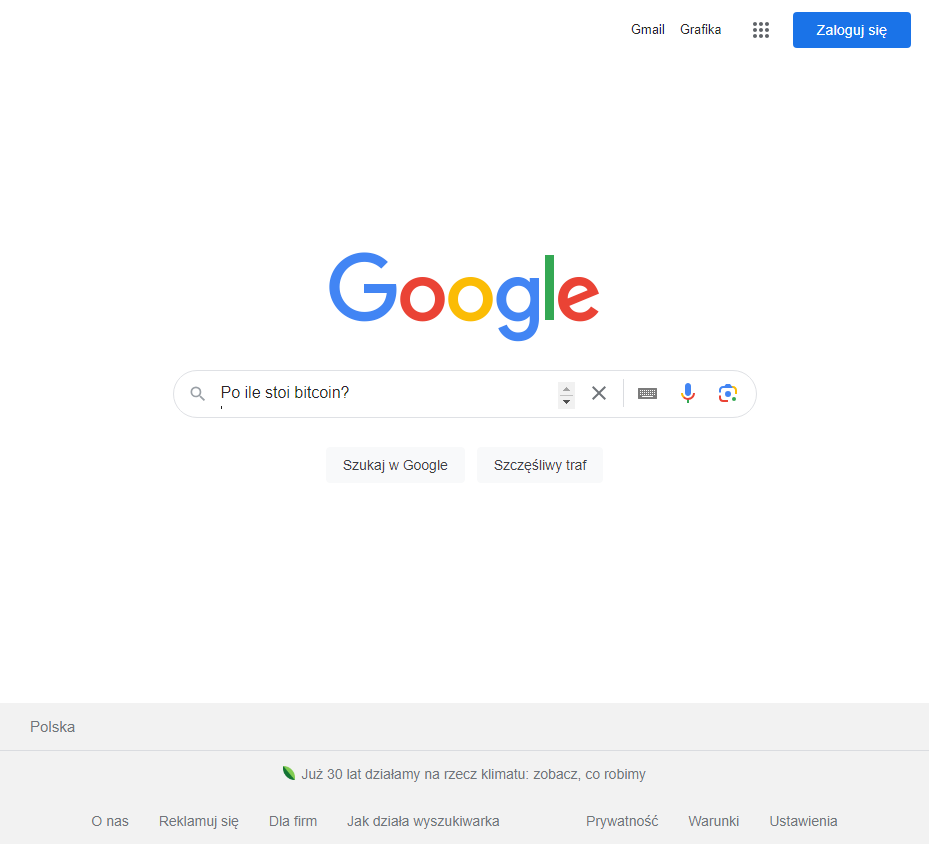 Gmail Grafika Zaloguj się
Google
Po ile stoi bitcoin?
Szukaj w Google Szczęśliwy traf
Polska
Już 30 lat działamy na rzecz klimatu: zobacz, co robimy
O nas Reklamuj się Dla firm Jak działa wyszukiwarka Prywatność Warunki Ustawienia